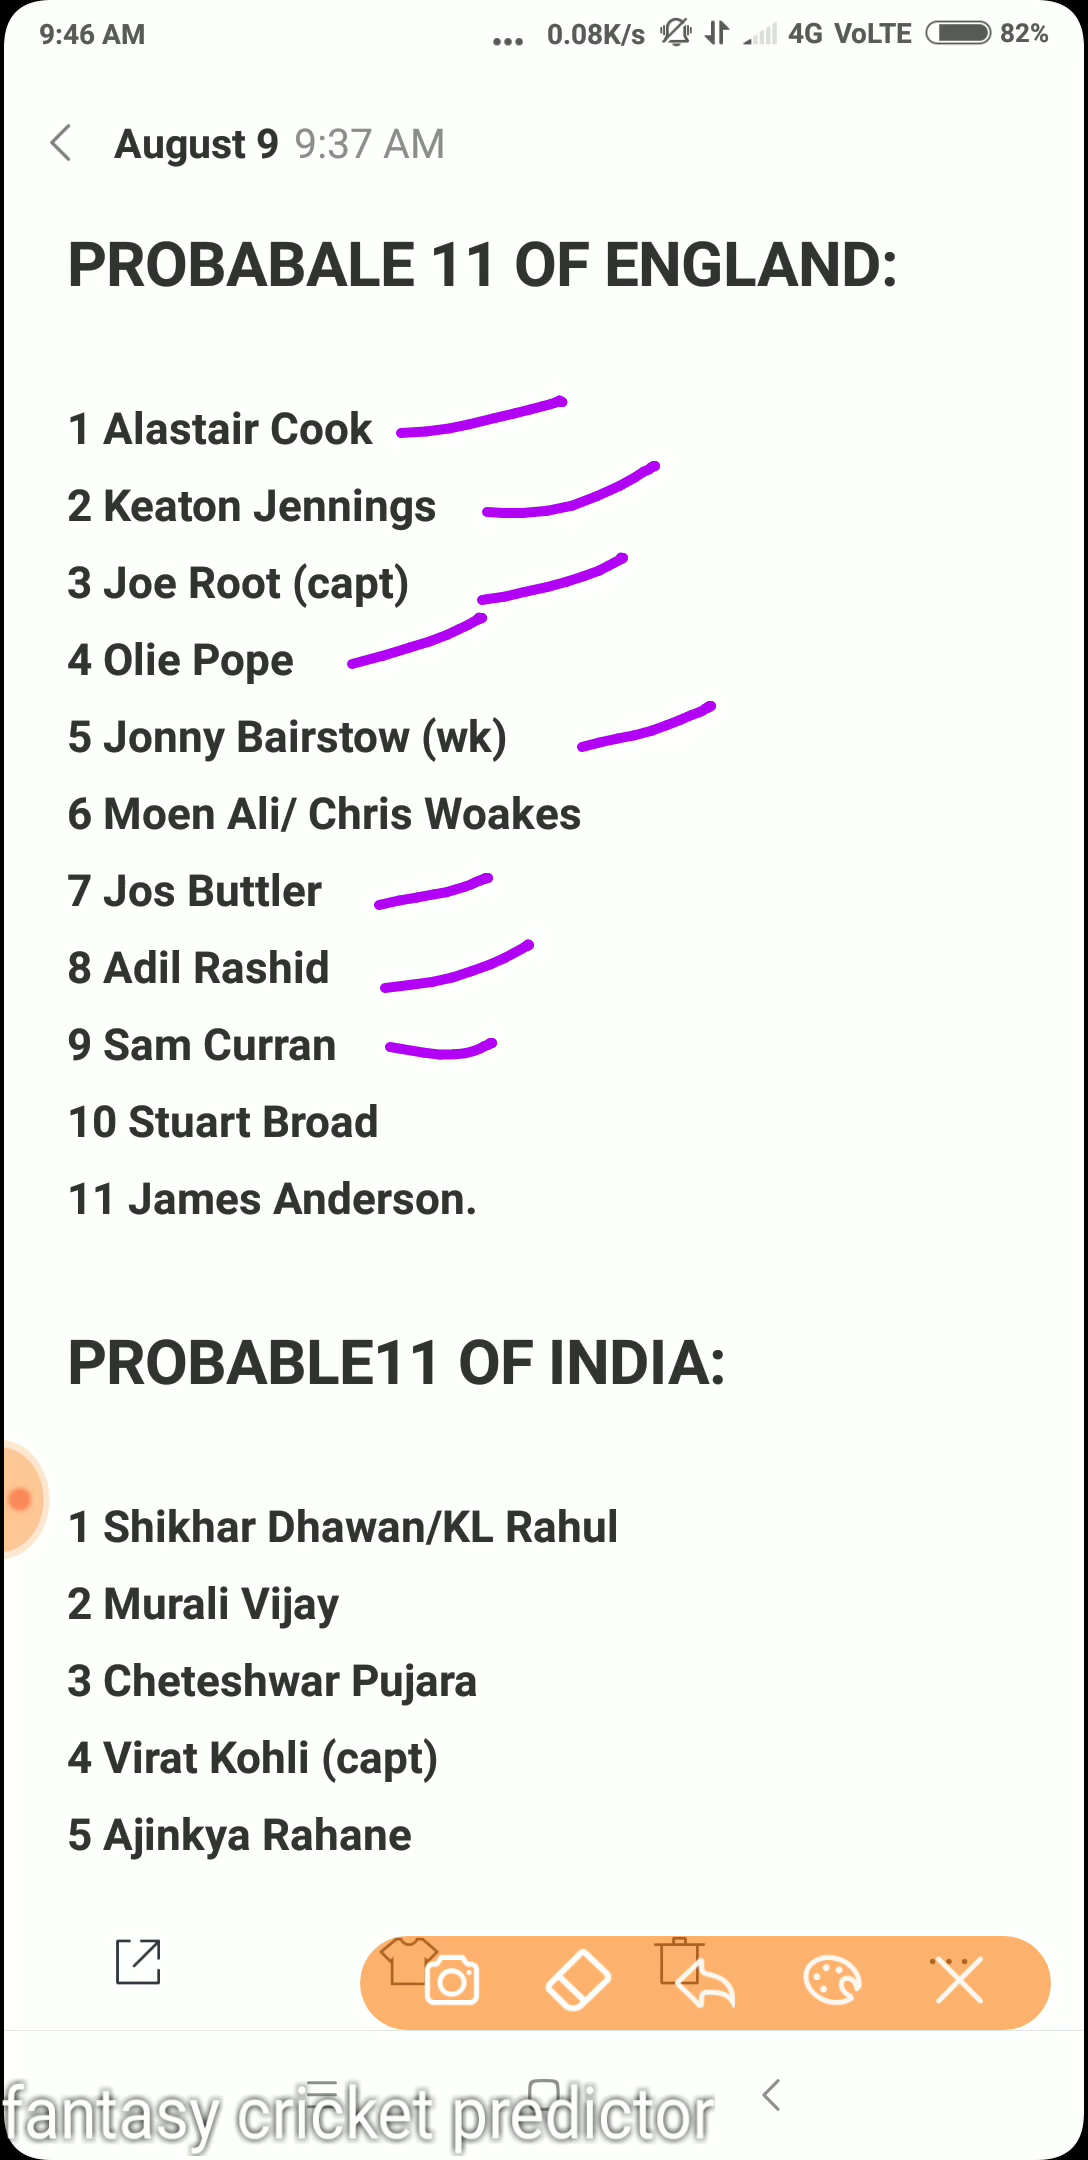 9:46 AM ... 0.08K/s 4G VoLTE 82%
August 9 9:37 AM
PROBABALE 11 OF ENGLAND:
1 Alastair Cook
2 Keaton Jennings
3 Joe Root (capt)
4 Olie Pope
5 Jonny Bairstow (wk)
6 Moen Ali/ Chris Woakes
7 Jos Buttler
8 Adil Rashid
9 Sam Curran
10 Stuart Broad
11 James Anderson.
PROBABLE11 OF INDIA:
1 Shikhar Dhawan/KL Rahul
2 Murali Vijay
3 Cheteshwar Pujara
4 Virat Kohli (capt)
5 Ajinkya Rahane
fantasy cricket predictor